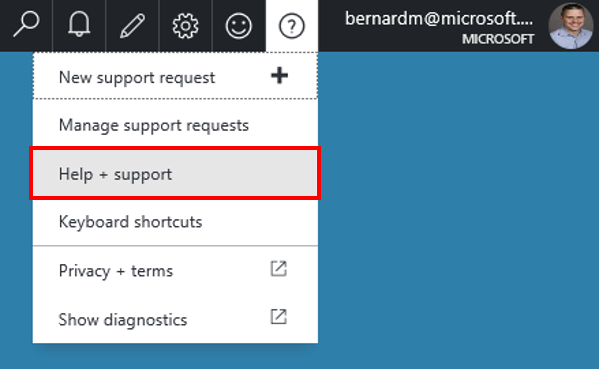 bernardm@microsoft....
MICROSOFT
New support request
Manage support requests
Help + support
Keyboard shortcuts
Privacy + terms
Show diagnostics